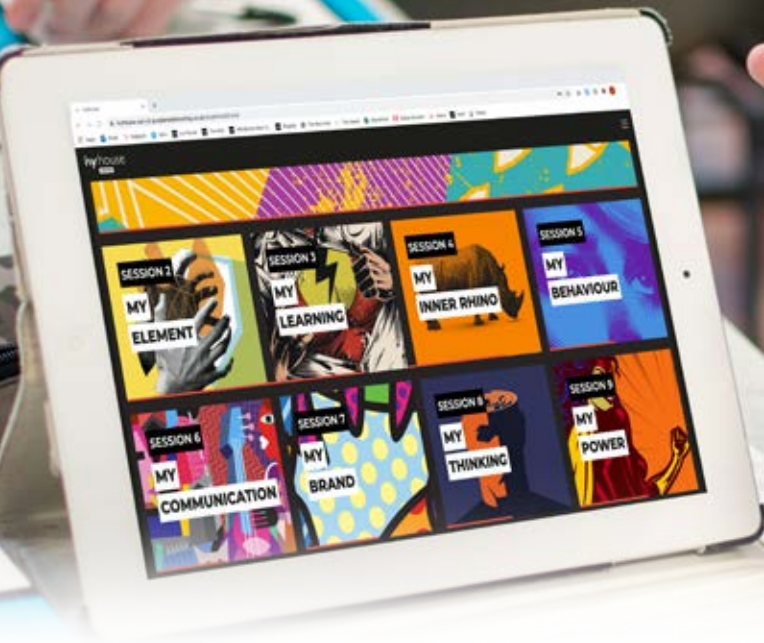 hyhouse
SESSION 2
MY
ELEMENT
SESSION 3
MY
LEARNING
SESSION 4
MY
INNER RHINO
SESSION 5
MY
BEHAVIOUR
SESSION 6
MY
COMMUNICATION
SESSION 7
MY
BRAND
SESSION 8
MY
THINKING
SESSION 9
MY
POWER